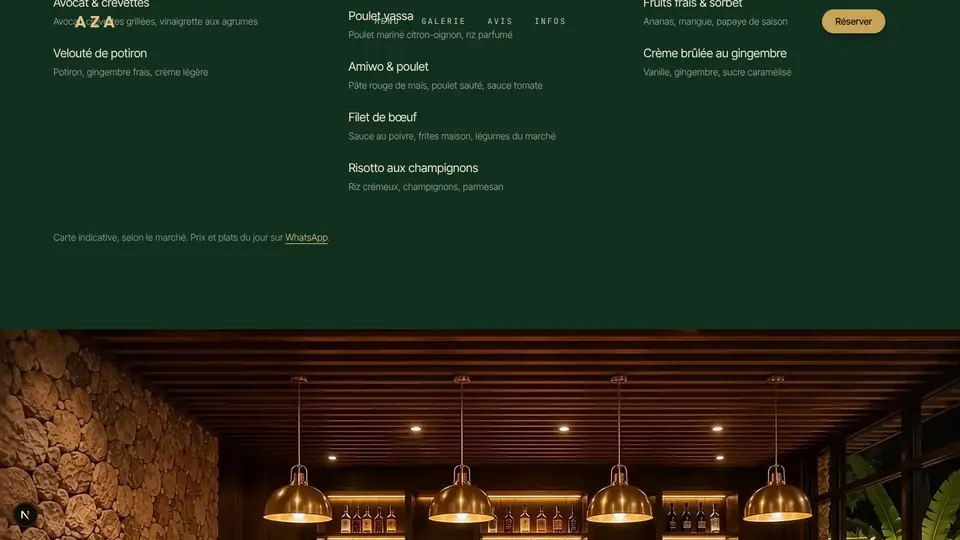 AZA
MENU GALERIE AVIS INFOS
Réserver
Avocat & crevettes
Avocat, crevettes grillées, vinaigrette aux agrumes
Velouté de potiron
Potiron, gingembre frais, crème légère
Poulet yassa
Poulet mariné citron-oignon, riz parfumé
Amiwo & poulet
Pâte rouge de maïs, poulet sauté, sauce tomate
Filet de bœuf
Sauce au poivre, frites maison, légumes du marché
Risotto aux champignons
Riz crémeux, champignons, parmesan
Fruits frais & sorbet
Ananas, mangue, papaye de saison
Crème brûlée au gingembre
Vanille, gingembre, sucre caramélisé
Carte indicative, selon le marché. Prix et plats du jour sur WhatsApp.
N